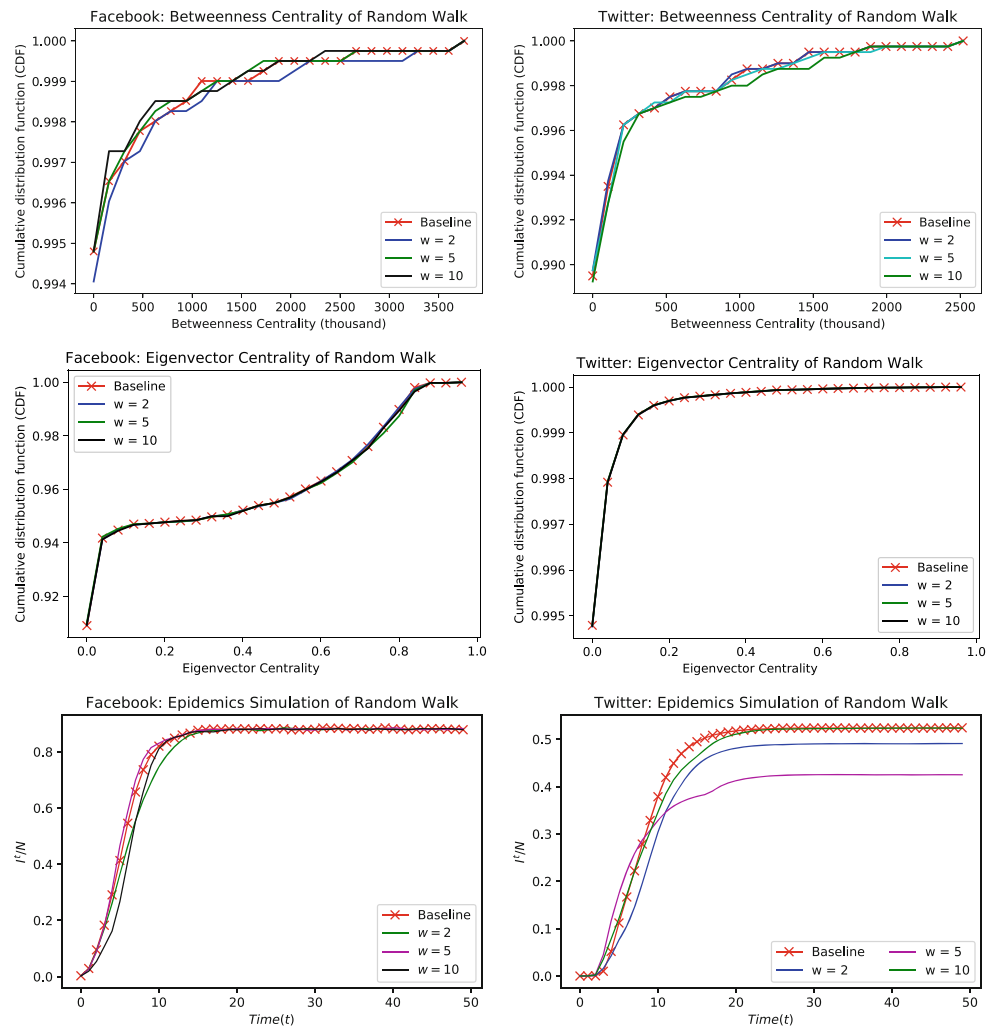 Facebook: Betweenness Centrality of Random Walk
Cumulative distribution function (CDF)
1.000
0.999
0.998
0.997
0.996
0.995
0.994
Baseline
w = 2
w = 5
w = 10
0 500 1000 1500 2000 2500 3000 3500
Betweenness Centrality (thousand)
Twitter: Betweenness Centrality of Random Walk
Cumulative distribution function (CDF)
1.000
0.998
0.996
0.994
0.992
0.990
Baseline
w = 2
w = 5
w = 10
0 500 1000 1500 2000 2500
Betweenness Centrality (thousand)
Facebook: Eigenvector Centrality of Random Walk
Cumulative distribution function (CDF)
1.00
0.98
0.96
0.94
0.92
Baseline
w = 2
w = 5
w = 10
0.0 0.2 0.4 0.6 0.8 1.0
Eigenvector Centrality
Twitter: Eigenvector Centrality of Random Walk
Cumulative distribution function (CDF)
1.000
0.999
0.998
0.997
0.996
0.995
Baseline
w = 2
w = 5
w = 10
0.0 0.2 0.4 0.6 0.8 1.0
Eigenvector Centrality
Facebook: Epidemics Simulation of Random Walk
I^t/N
0.8
0.6
0.4
0.2
0.0
Baseline
w = 2
w = 5
w = 10
0 10 20 30 40 50
Time(t)
Twitter: Epidemics Simulation of Random Walk
I^t/N
0.5
0.4
0.3
0.2
0.1
0.0
Baseline w = 5
w = 2 w = 10
0 10 20 30 40 50
Time(t)